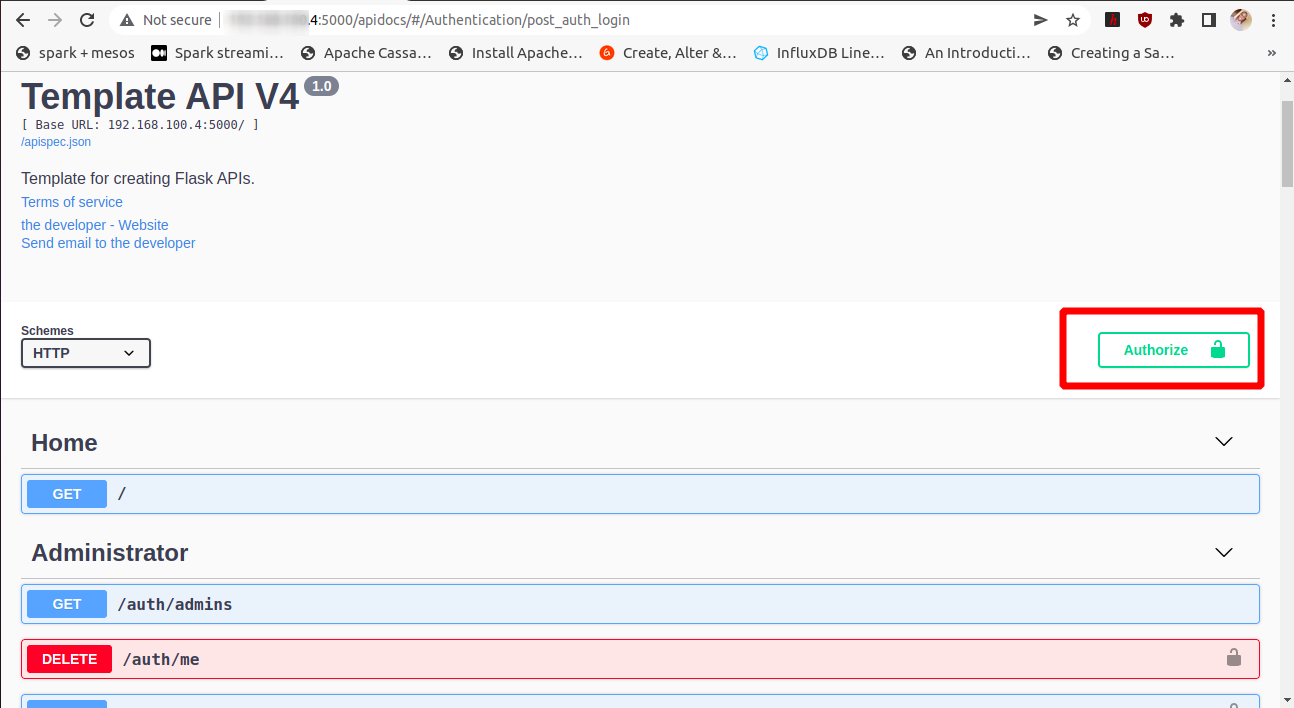 Not secure
.4:5000/apidocs/#/Authentication/post_auth_login
spark + mesos
Spark streami...
Apache Cassa...
Install Apache...
Create, Alter &...
InfluxDB Line...
An Introducti...
Creating a Sa...
»
Template API V4 1.0
[ Base URL: 192.168.100.4:5000/ ]
/apispec.json
Template for creating Flask APIs.
Terms of service
the developer - Website
Send email to the developer
Schemes
HTTP
Authorize
Home
GET /
Administrator
GET /auth/admins
DELETE /auth/me